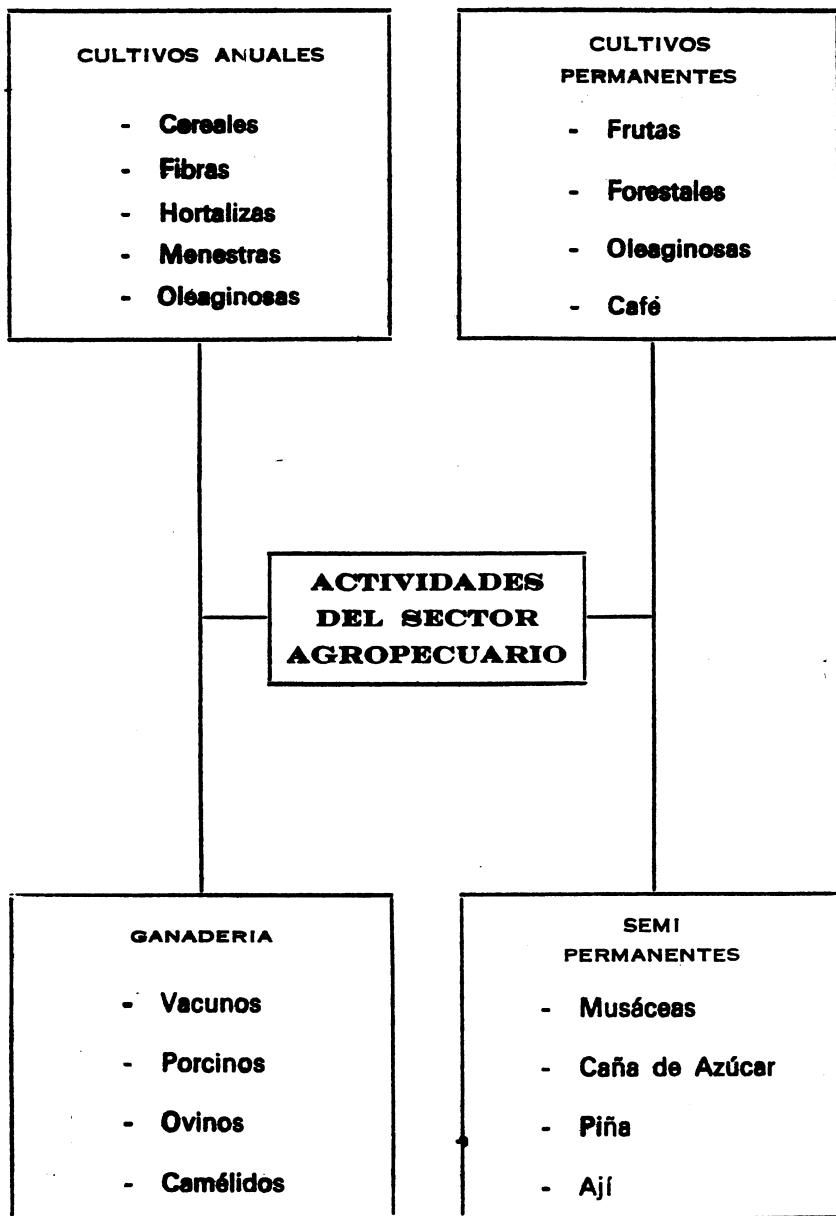 CULTIVOS ANUALES
- Cereales
- Fibras
- Hortalizas
- Menestras
- Oleaginosas
CULTIVOS
PERMANENTES
- Frutas
- Forestales
- Oleaginosas
- Café
ACTIVIDADES
DEL SECTOR
AGROPECUARIO
GANADERIA
- Vacunos
- Porcinos
- Ovinos
- Camélidos
SEMI
PERMANENTES
- Musáceas
- Caña de Azúcar
- Piña
- Ají